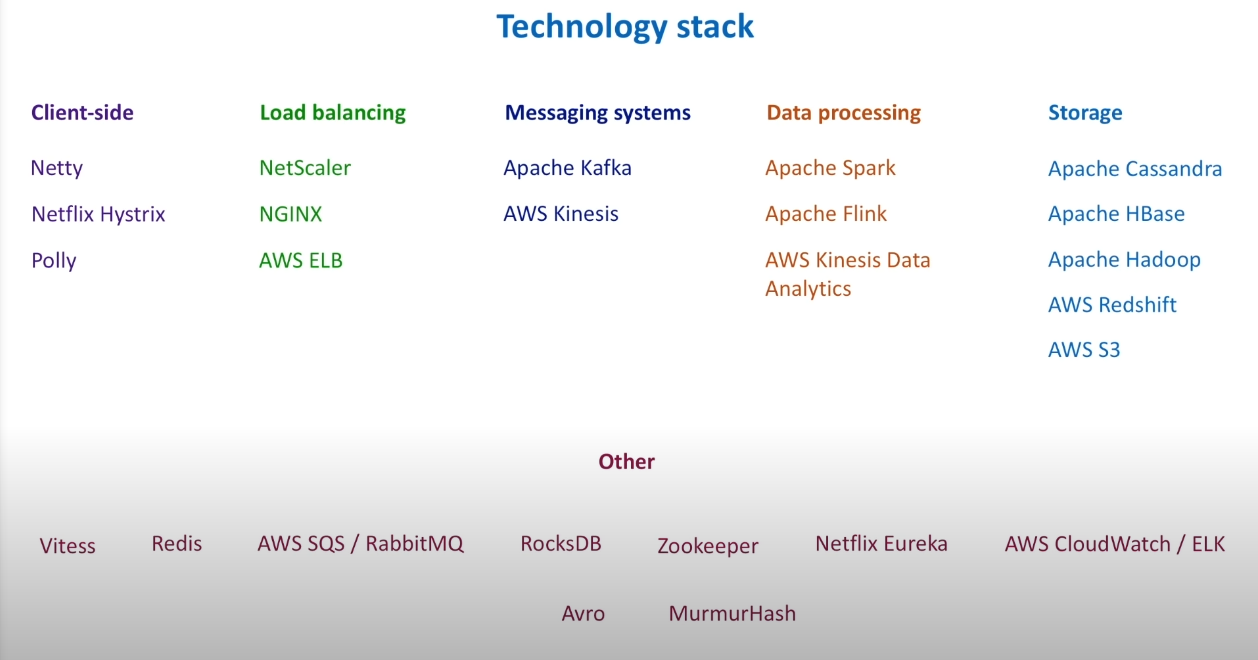 Technology stack
Client-side
Netty
Netflix Hystrix
Polly
Load balancing
NetScaler
NGINX
AWS ELB
Messaging systems
Apache Kafka
AWS Kinesis
Data processing
Apache Spark
Apache Flink
AWS Kinesis Data
Analytics
Storage
Apache Cassandra
Apache HBase
Apache Hadoop
AWS Redshift
AWS S3
Other
Vitess
Redis
AWS SQS / RabbitMQ
RocksDB
Zookeeper
Netflix Eureka
AWS CloudWatch / ELK
Avro
MurmurHash